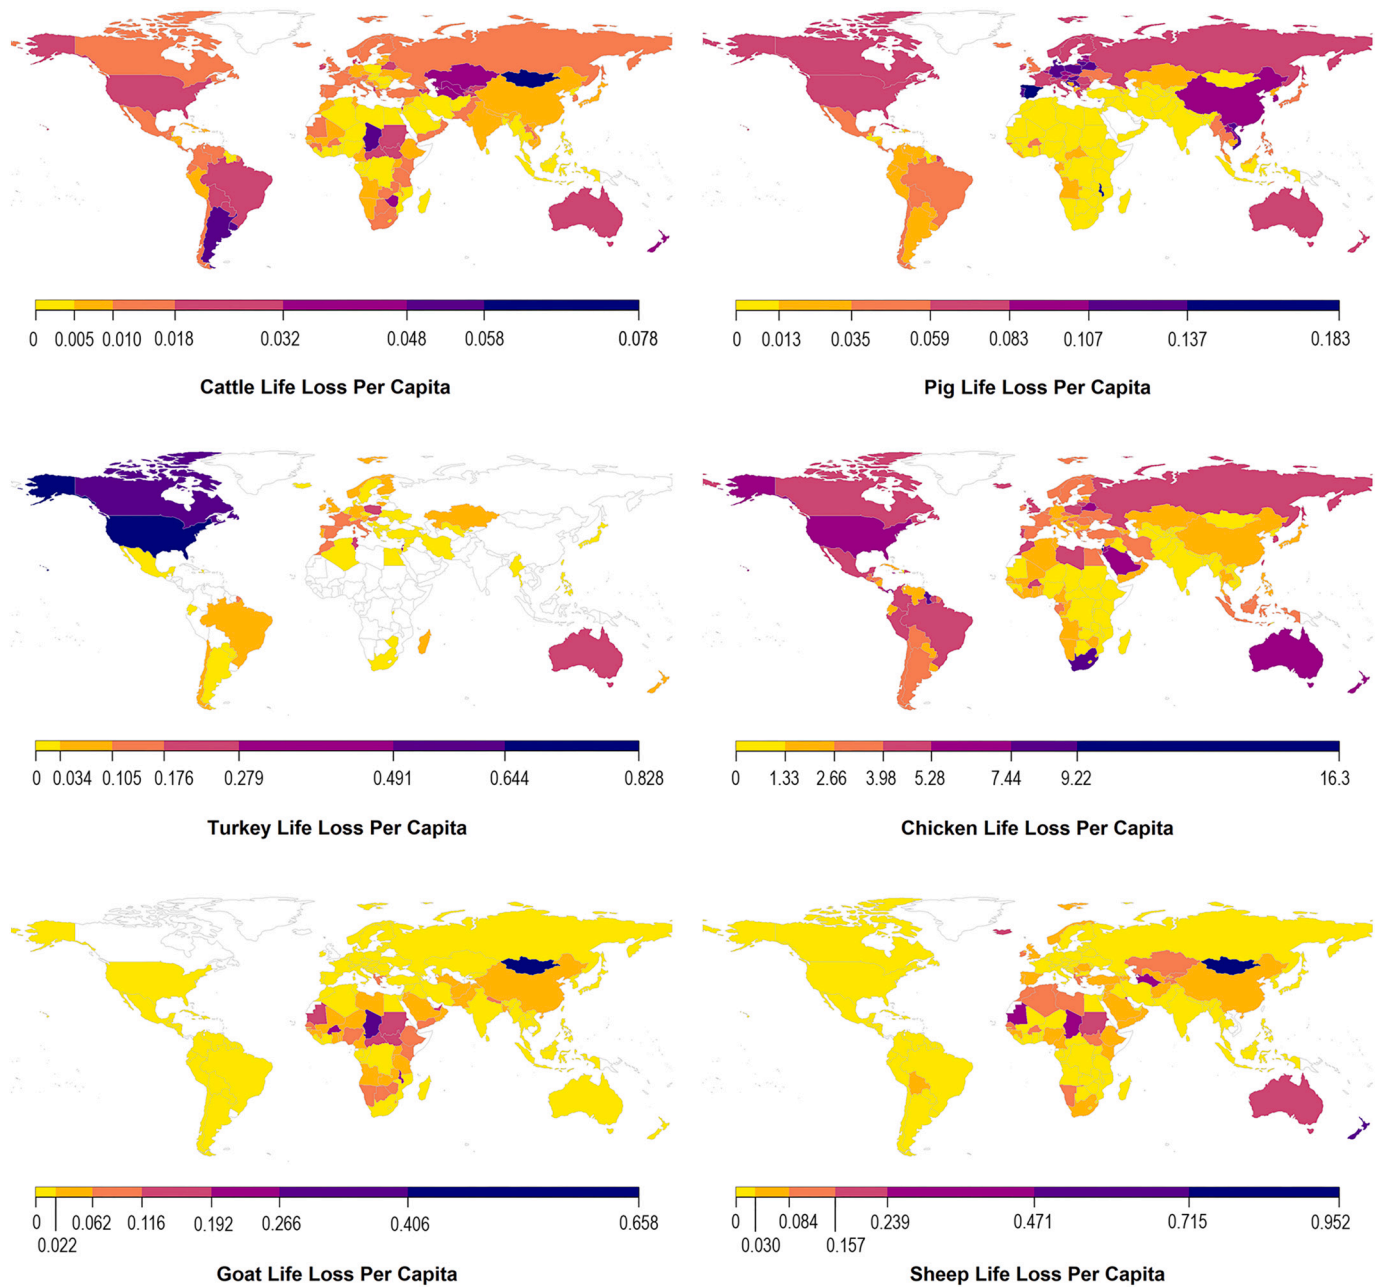 0 0.005 0.010 0.018 0.032 0.048 0.058 0.078
Cattle Life Loss Per Capita
0 0.013 0.035 0.059 0.083 0.107 0.137 0.183
Pig Life Loss Per Capita
0 0.034 0.105 0.176 0.279 0.491 0.644 0.828
Turkey Life Loss Per Capita
0 1.33 2.66 3.98 5.28 7.44 9.22 16.3
Chicken Life Loss Per Capita
0 0.062 0.116 0.192 0.266 0.406 0.658
0.022
Goat Life Loss Per Capita
0 0.084 0.239 0.471 0.715 0.952
0.030 0.157
Sheep Life Loss Per Capita